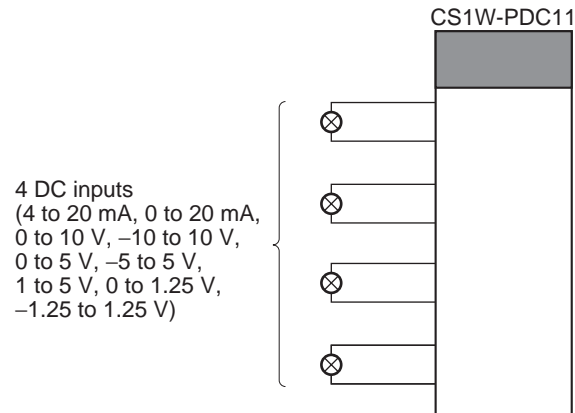 CS1W-PDC11
4 DC inputs
(4 to 20 mA, 0 to 20 mA,
0 to 10 V, –10 to 10 V,
0 to 5 V, –5 to 5 V,
1 to 5 V, 0 to 1.25 V,
–1.25 to 1.25 V)